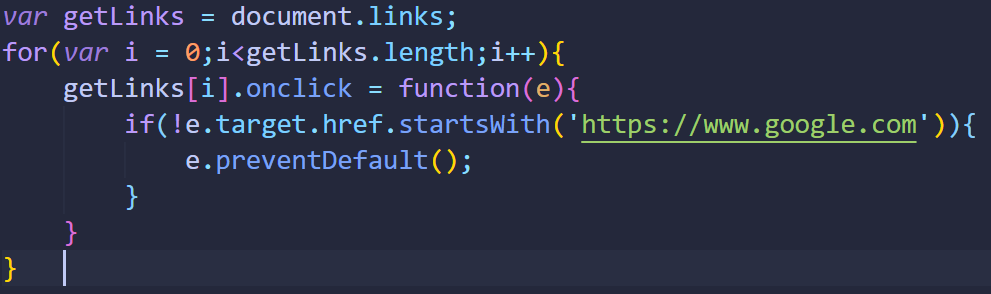 var getLinks = document.links;
for(var i = 0;i<getLinks.length;i++){
    getLinks[i].onclick = function(e){
        if(!e.target.href.startsWith('https://www.google.com')){
            e.preventDefault();
        }
    }
}